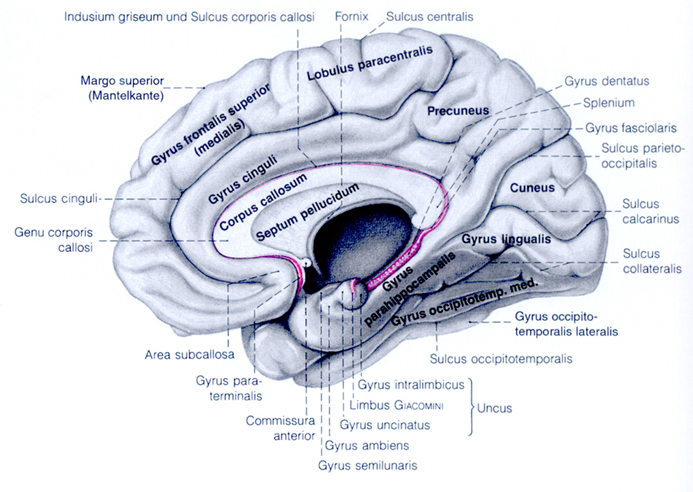 Indusium griseum und Sulcus corporis callosi
Fornix
Sulcus centralis
Margo superior
(Mantelkante)
Lobulus paracentralis
Gyrus dentatus
Splenium
Precuneus
Gyrus fasciolaris
Gyrus frontalis superior
(medialis)
Sulcus parieto-
occipitalis
Gyrus cinguli
Cuneus
Sulcus cinguli
Corpus callosum
Septum pellucidum
Sulcus
calcarinus
Genu corporis
callosi
Gyrus lingualis
Sulcus
collateralis
Gyrus
parahippocampalis
Gyrus occipitotemp. med.
Gyrus occipito-
temporalis lateralis
Area subcallosa
Sulcus occipitotemporalis
Gyrus para-
terminalis
Gyrus intralimbicus
Limbus GIACOMINI
Uncus
Commissura
anterior
Gyrus uncinatus
Gyrus ambiens
Gyrus semilunaris